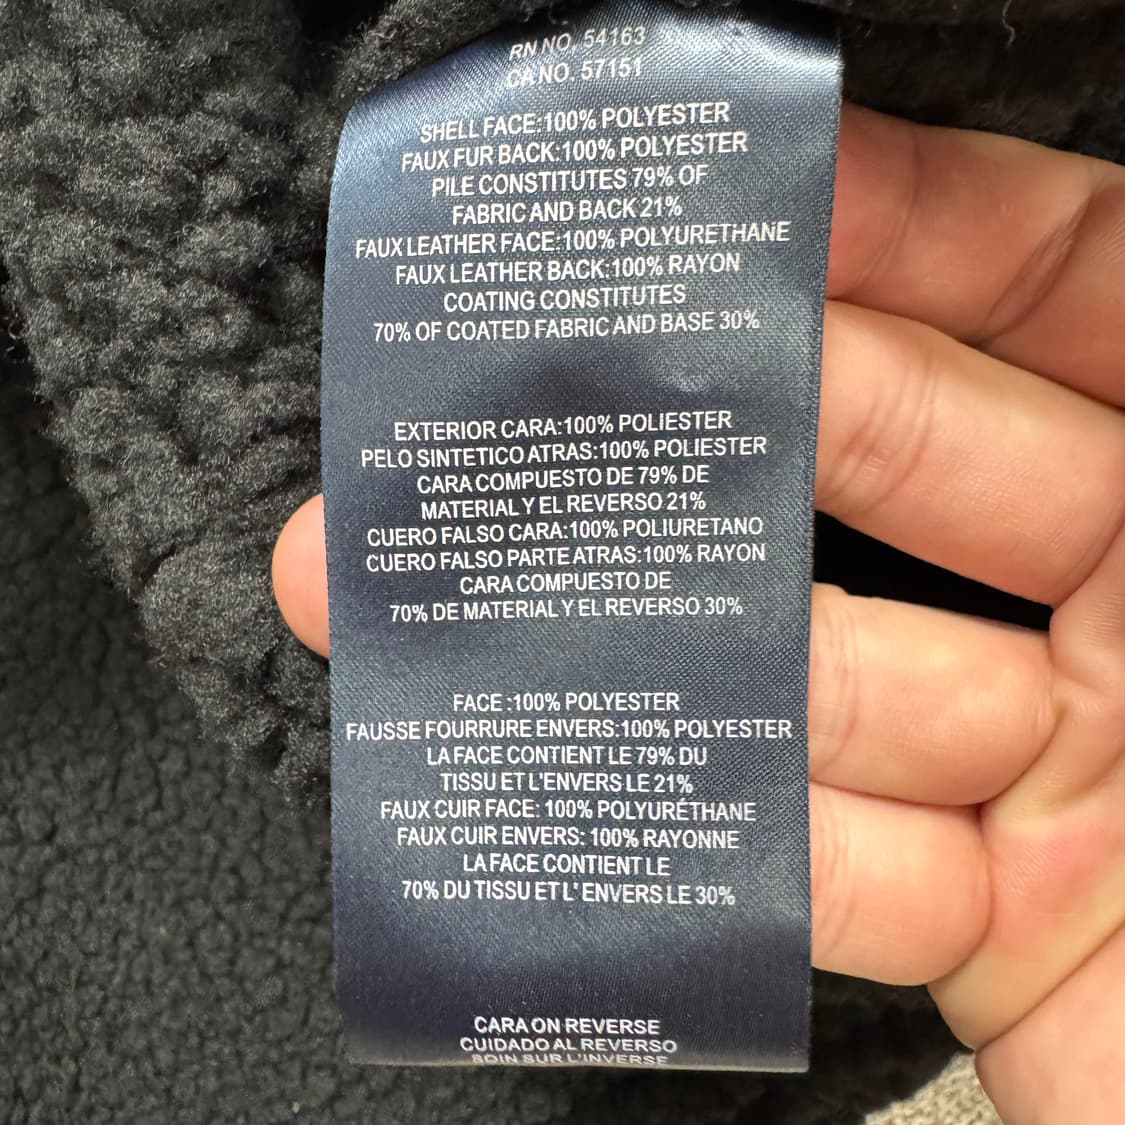 RN NO. 54163
CA NO. 57151
SHELL FACE:100% POLYESTER
FAUX FUR BACK:100% POLYESTER
PILE CONSTITUTES 79% OF
FABRIC AND BACK 21%
FAUX LEATHER FACE:100% POLYURETHANE
FAUX LEATHER BACK:100% RAYON
COATING CONSTITUTES
70% OF COATED FABRIC AND BASE 30%
EXTERIOR CARA:100% POLIESTER
PELO SINTETICO ATRAS:100% POLIESTER
CARA COMPUESTO DE 79% DE
MATERIAL Y EL REVERSO 21%
CUERO FALSO CARA:100% POLIURETANO
CUERO FALSO PARTE ATRAS:100% RAYON
CARA COMPUESTO DE
70% DE MATERIAL Y EL REVERSO 30%
FACE :100% POLYESTER
FAUSSE FOURRURE ENVERS:100% POLYESTER
LA FACE CONTIENT LE 79% DU
TISSU ET L'ENVERS LE 21%
FAUX CUIR FACE: 100% POLYURÉTHANE
FAUX CUIR ENVERS: 100% RAYONNE
LA FACE CONTIENT LE
70% DU TISSU ET L' ENVERS LE 30%
CARA ON REVERSE
CUIDADO AL REVERSO
SOIN SUR L'INVERSE